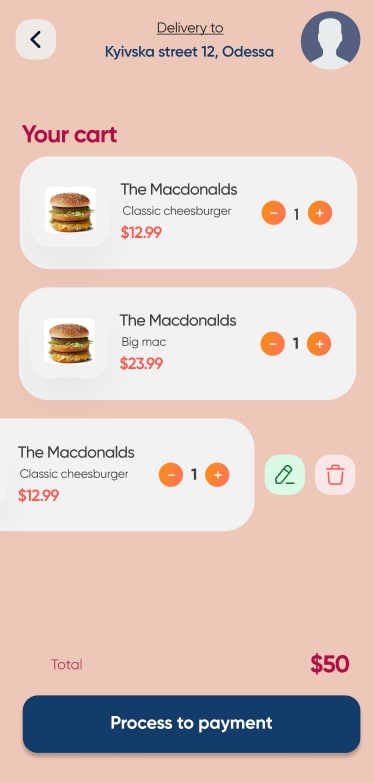 Delivery to
Kyivska street 12, Odessa
Your cart
The Macdonalds
Classic cheesburger
$12.99
- 1 +
The Macdonalds
Big mac
$23.99
- 1 +
The Macdonalds
Classic cheesburger
$12.99
- 1 +
Total $50
Process to payment